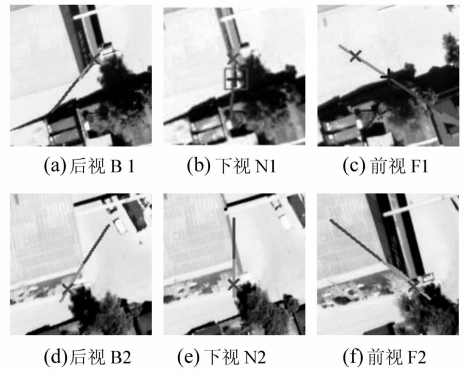 (a) 后视 B 1
(b) 下视 N1
(c) 前视 F1
(d) 后视 B2
(e) 下视 N2
(f) 前视 F2